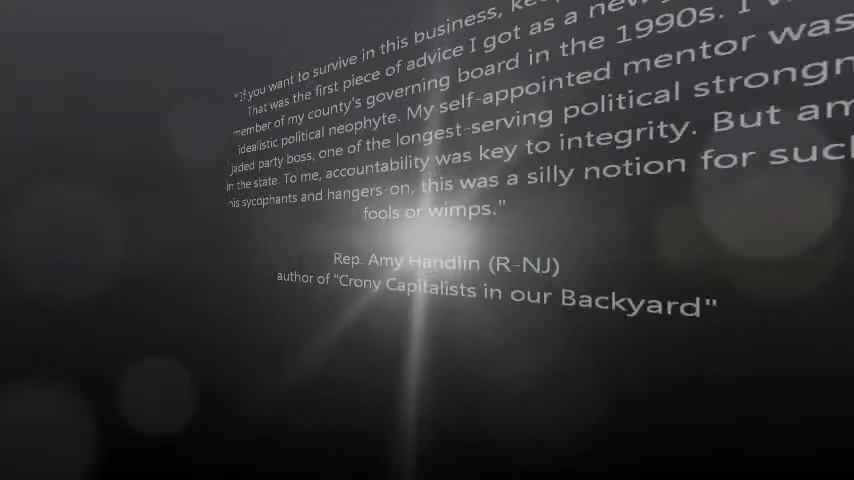 "If you want to survive in this business,
That was the first piece of advice I got as a
member of my county's governing board in the 1990s. I
idealistic political neophyte. My self-appointed mentor was
jaded party boss, one of the longest-serving political
in the state. To me, accountability was key to integrity. But
his sycophants and hangers-on, this was a silly notion for
fools or wimps."
Rep. Amy Handlin (R-NJ)
author of "Crony Capitalists in our Backyard"